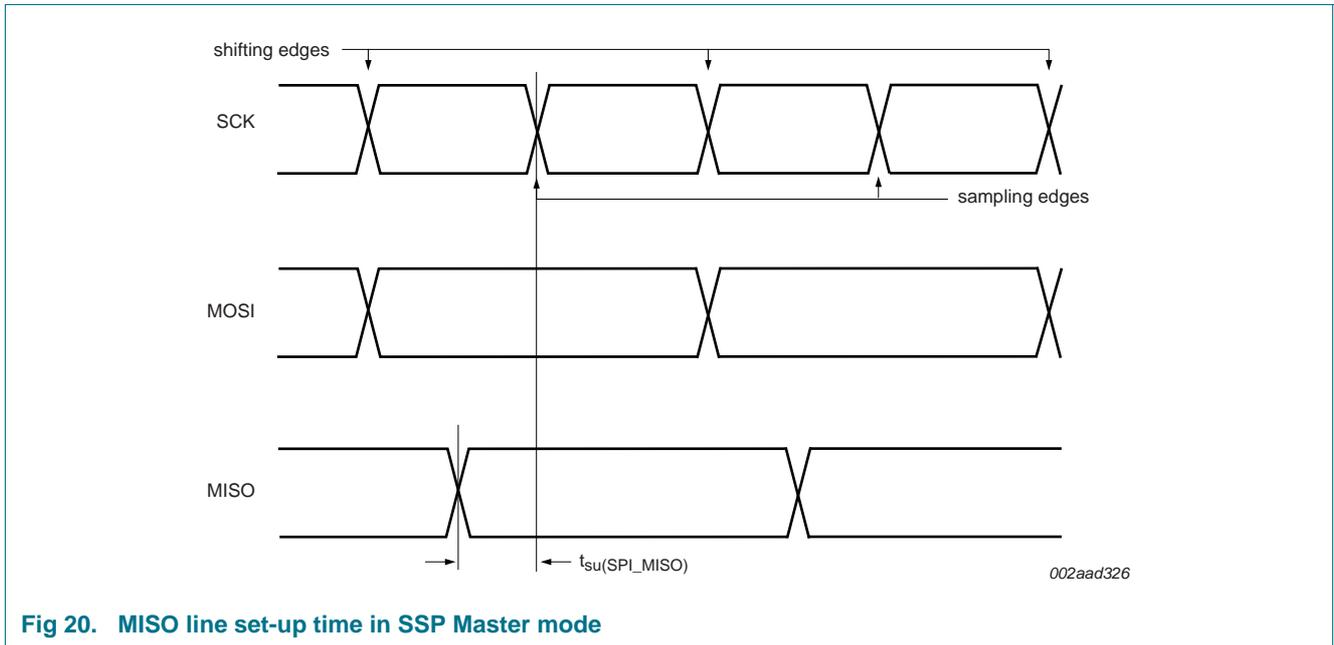 shifting edges
SCK
sampling edges
MOSI
MISO
tsu(SPI_MISO)
002aad326
Fig 20. MISO line set-up time in SSP Master mode